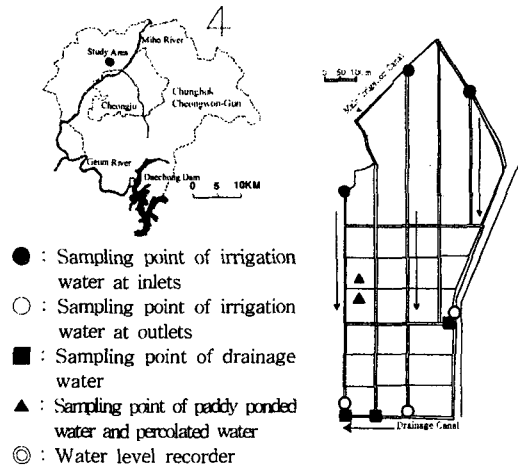 4
Miho River
Study Area
Chungbuk
Cheongwon-Gun
Cheongju
Geum River
Daechung Dam
0 5 10KM
● : Sampling point of irrigation
water at inlets
○ : Sampling point of irrigation
water at outlets
■ : Sampling point of drainage
water
▲ : Sampling point of paddy ponded
water and percolated water
◎ : Water level recorder
0 50 100m
Main Irrigation Canal
Drainage Canal